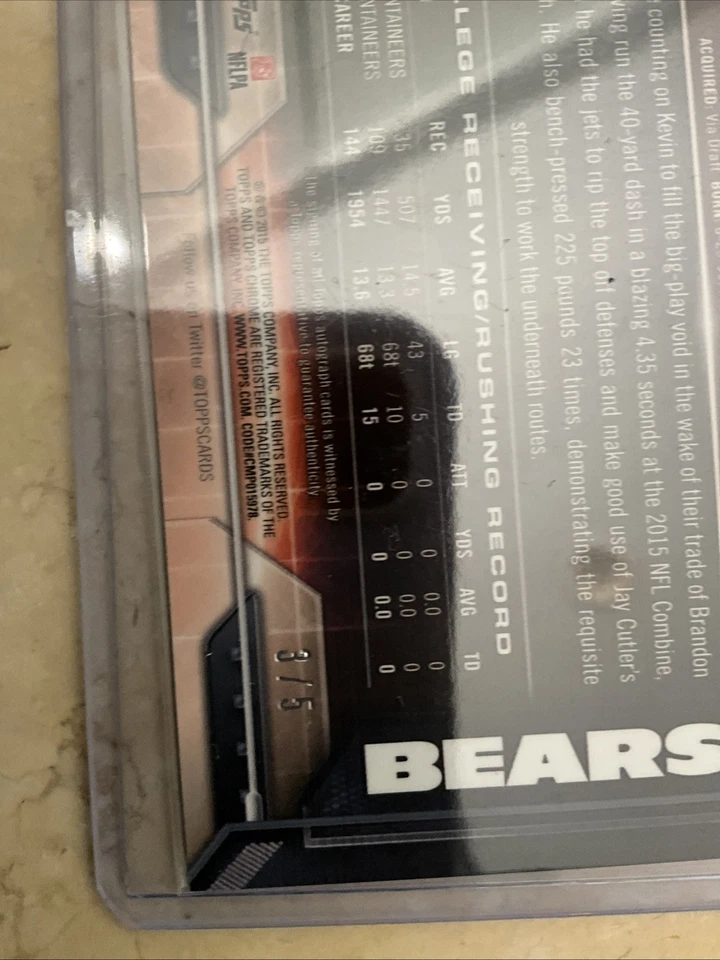 ACQUIRED: Via Draft
counting on Kevin to fill the big-play void in the wake of their trade of Brandon
ving run the 40-yard dash in a blazing 4.35 seconds at the 2015 NFL Combine,
he had the jets to rip the top off defenses and make good use of Jay Cutler's
h. He also bench-pressed 225 pounds 23 times, demonstrating the requisite
strength to work the underneath routes.
LLEGE RECEIVING/RUSHING RECORD
REC YDS AVG LG TD ATT YDS AVG TD
NTAINEERS 35 507 14.5 43 5 0 0 0.0 0
NTAINEERS 109 1447 13.3 68t 10 0 0 0.0 0
CAREER 144 1954 13.6 68t 15 0 0 0.0 0
The signing of all Topps autograph cards is witnessed by
representative to guarantee authenticity
® & © 2015 THE TOPPS COMPANY, INC. ALL RIGHTS RESERVED.
TOPPS AND TOPPS CHROME ARE REGISTERED TRADEMARKS OF THE
TOPPS COMPANY, INC. WWW.TOPPS.COM. CODE#CMP015978.
Follow us on Twitter @TOPPSCARDS
opps
NFLPA
3/5
BEARS